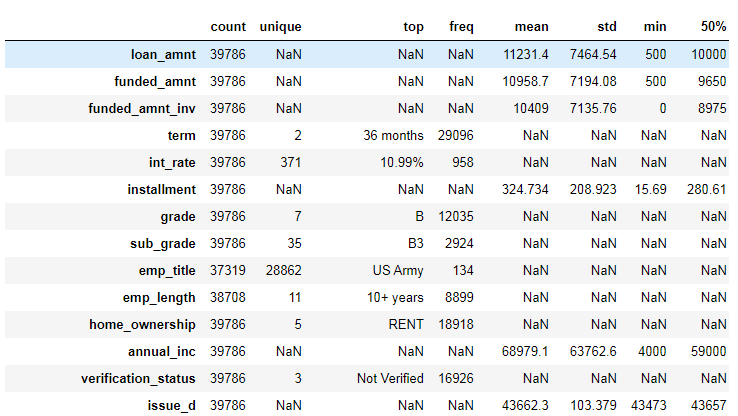 count unique top freq mean std min 50%
loan_amnt 39786 NaN NaN NaN 11231.4 7464.54 500 10000
funded_amnt 39786 NaN NaN NaN 10958.7 7194.08 500 9650
funded_amnt_inv 39786 NaN NaN NaN 10409 7135.76 0 8975
term 39786 2 36 months 29096 NaN NaN NaN NaN
int_rate 39786 371 10.99% 958 NaN NaN NaN NaN
installment 39786 NaN NaN NaN 324.734 208.923 15.69 280.61
grade 39786 7 B 12035 NaN NaN NaN NaN
sub_grade 39786 35 B3 2924 NaN NaN NaN NaN
emp_title 37319 28862 US Army 134 NaN NaN NaN NaN
emp_length 38708 11 10+ years 8899 NaN NaN NaN NaN
home_ownership 39786 5 RENT 18918 NaN NaN NaN NaN
annual_inc 39786 NaN NaN NaN 68979.1 63762.6 4000 59000
verification_status 39786 3 Not Verified 16926 NaN NaN NaN NaN
issue_d 39786 NaN NaN NaN 43662.3 103.379 43473 43657